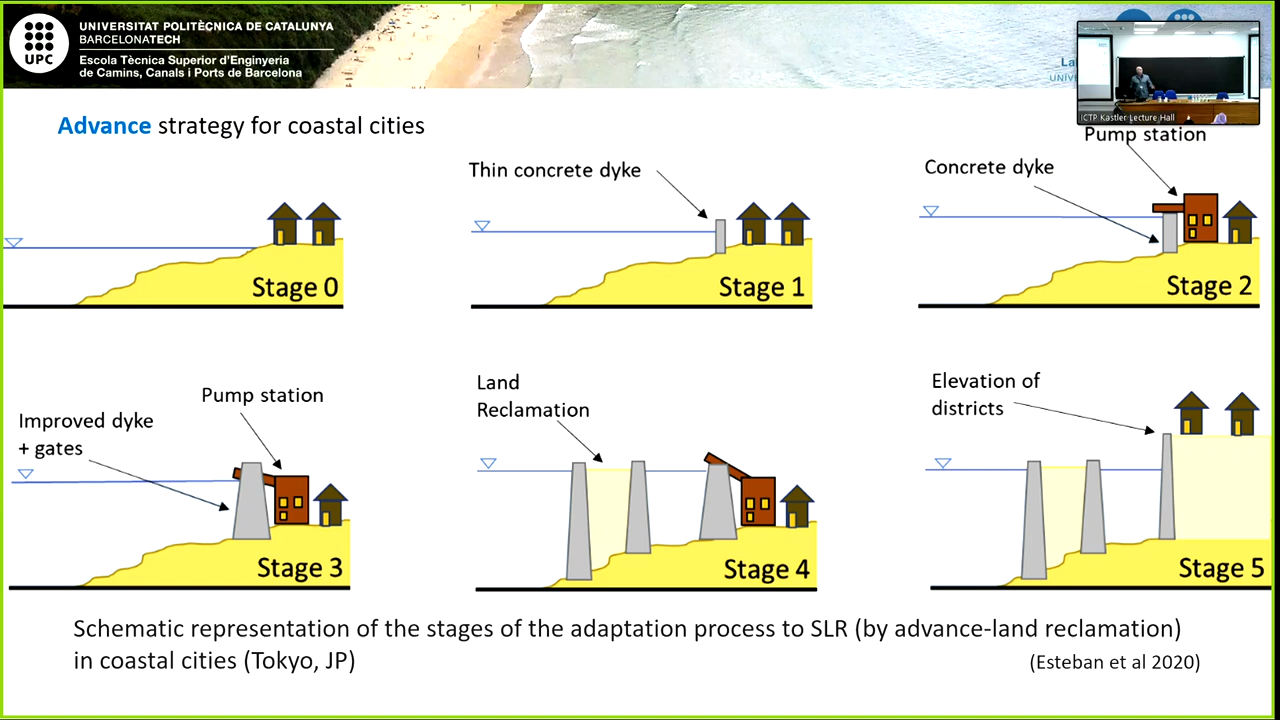 UNIVERSITAT POLITÈCNICA DE CATALUNYA
BARCELONATECH
Escola Tècnica Superior d'Enginyeria
de Camins, Canals i Ports de Barcelona
UPC
ICTP Kastler Lecture Hall
Advance strategy for coastal cities
Stage 0
Thin concrete dyke
Stage 1
Pump station
Concrete dyke
Stage 2
Pump station
Improved dyke
+ gates
Stage 3
Land
Reclamation
Stage 4
Elevation of
districts
Stage 5
Schematic representation of the stages of the adaptation process to SLR (by advance-land reclamation)
in coastal cities (Tokyo, JP)
(Esteban et al 2020)